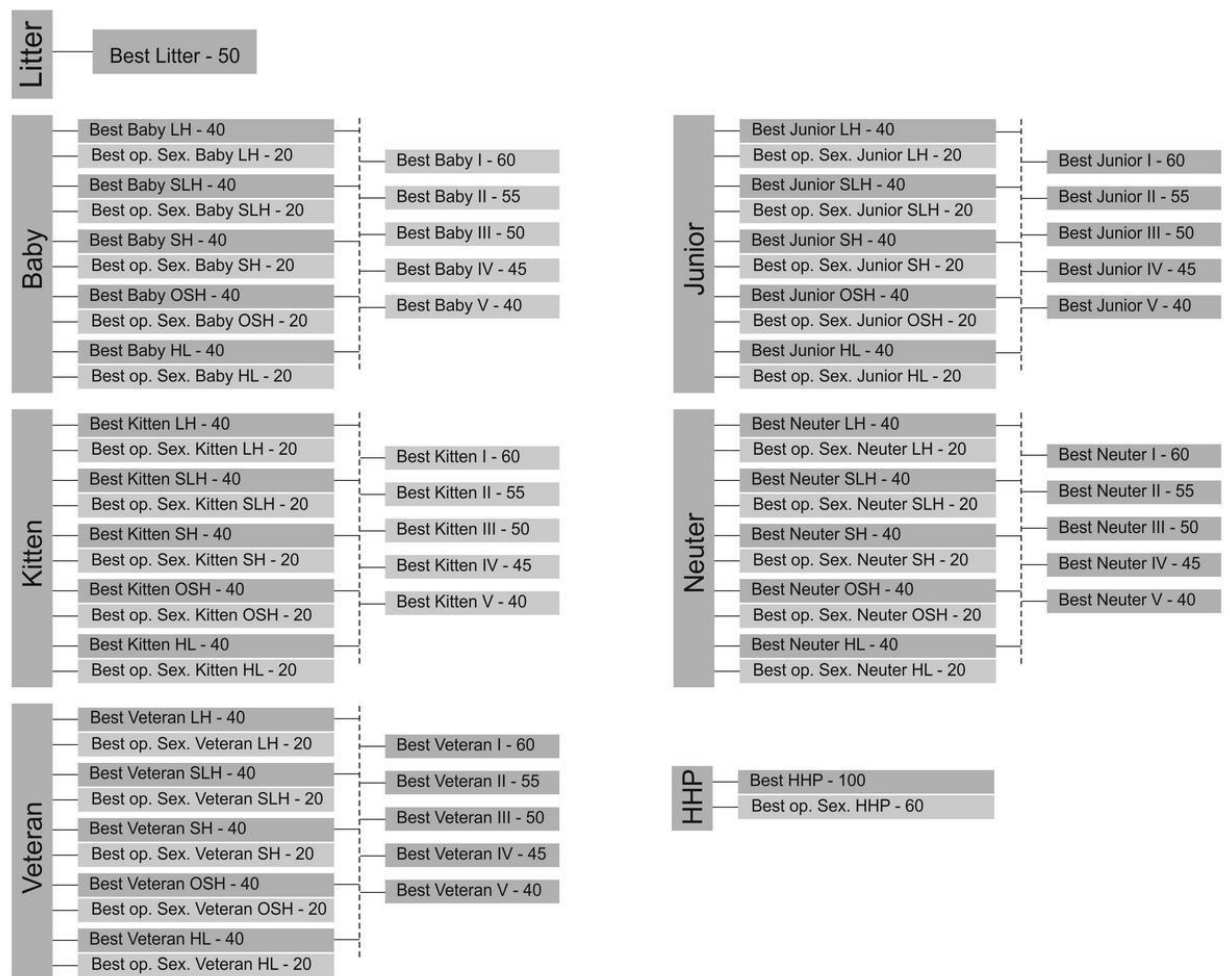 Litter
Best Litter - 50
Baby
Best Baby LH - 40
Best op. Sex. Baby LH - 20
Best Baby SLH - 40
Best op. Sex. Baby SLH - 20
Best Baby SH - 40
Best op. Sex. Baby SH - 20
Best Baby OSH - 40
Best op. Sex. Baby OSH - 20
Best Baby HL - 40
Best op. Sex. Baby HL - 20
Best Baby I - 60
Best Baby II - 55
Best Baby III - 50
Best Baby IV - 45
Best Baby V - 40
Junior
Best Junior LH - 40
Best op. Sex. Junior LH - 20
Best Junior SLH - 40
Best op. Sex. Junior SLH - 20
Best Junior SH - 40
Best op. Sex. Junior SH - 20
Best Junior OSH - 40
Best op. Sex. Junior OSH - 20
Best Junior HL - 40
Best op. Sex. Junior HL - 20
Best Junior I - 60
Best Junior II - 55
Best Junior III - 50
Best Junior IV - 45
Best Junior V - 40
Kitten
Best Kitten LH - 40
Best op. Sex. Kitten LH - 20
Best Kitten SLH - 40
Best op. Sex. Kitten SLH - 20
Best Kitten SH - 40
Best op. Sex. Kitten SH - 20
Best Kitten OSH - 40
Best op. Sex. Kitten OSH - 20
Best Kitten HL - 40
Best op. Sex. Kitten HL - 20
Best Kitten I - 60
Best Kitten II - 55
Best Kitten III - 50
Best Kitten IV - 45
Best Kitten V - 40
Neuter
Best Neuter LH - 40
Best op. Sex. Neuter LH - 20
Best Neuter SLH - 40
Best op. Sex. Neuter SLH - 20
Best Neuter SH - 40
Best op. Sex. Neuter SH - 20
Best Neuter OSH - 40
Best op. Sex. Neuter OSH - 20
Best Neuter HL - 40
Best op. Sex. Neuter HL - 20
Best Neuter I - 60
Best Neuter II - 55
Best Neuter III - 50
Best Neuter IV - 45
Best Neuter V - 40
Veteran
Best Veteran LH - 40
Best op. Sex. Veteran LH - 20
Best Veteran SLH - 40
Best op. Sex. Veteran SLH - 20
Best Veteran SH - 40
Best op. Sex. Veteran SH - 20
Best Veteran OSH - 40
Best op. Sex. Veteran OSH - 20
Best Veteran HL - 40
Best op. Sex. Veteran HL - 20
Best Veteran I - 60
Best Veteran II - 55
Best Veteran III - 50
Best Veteran IV - 45
Best Veteran V - 40
HHP
Best HHP - 100
Best op. Sex. HHP - 60